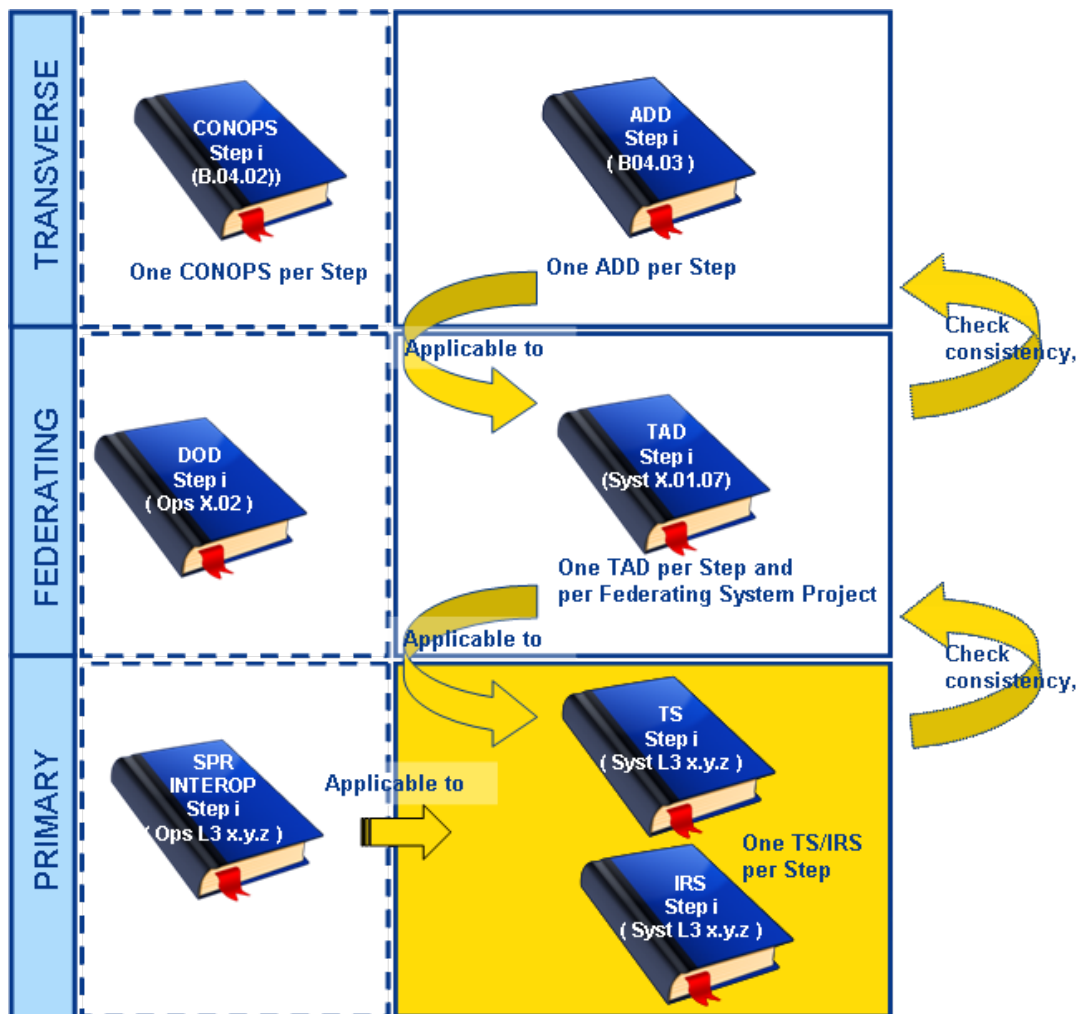 TRANSVERSE
CONOPS
Step i
(B.04.02))
One CONOPS per Step
ADD
Step i
( B04.03 )
One ADD per Step
Applicable to
Check
consistency,
FEDERATING
DOD
Step i
( Ops X.02 )
TAD
Step i
(Syst X.01.07)
One TAD per Step and
per Federating System Project
Applicable to
Check
consistency,
PRIMARY
SPR
INTEROP
Step i
( Ops L3 x.y.z )
Applicable to
TS
Step i
( Syst L3 x.y.z )
One TS/IRS
per Step
IRS
Step i
( Syst L3 x.y.z )